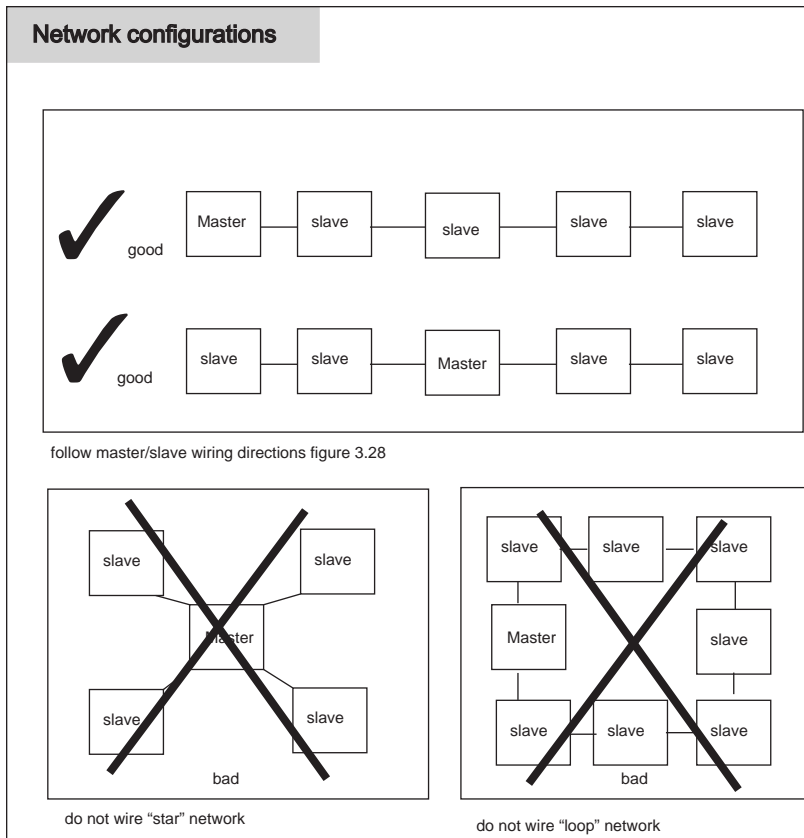 Network configurations
good
Master
slave
slave
slave
slave
good
slave
slave
Master
slave
slave
follow master/slave wiring directions figure 3.28
slave
slave
Master
slave
slave
bad
do not wire “star” network
slave
slave
slave
Master
slave
slave
slave
slave
bad
do not wire “loop” network